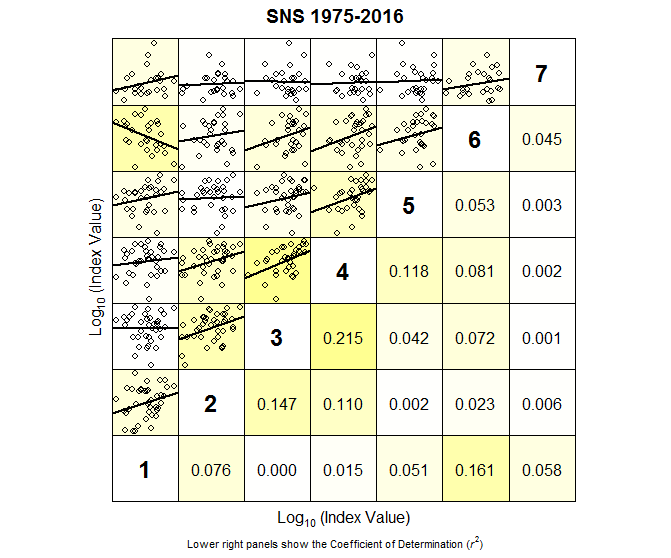 SNS 1975-2016
7
6 0.045
5 0.053 0.003
4 0.118 0.081 0.002
3 0.215 0.042 0.072 0.001
2 0.147 0.110 0.002 0.023 0.006
1 0.076 0.000 0.015 0.051 0.161 0.058
Log10 (Index Value)
Log10 (Index Value)
Lower right panels show the Coefficient of Determination (r²)